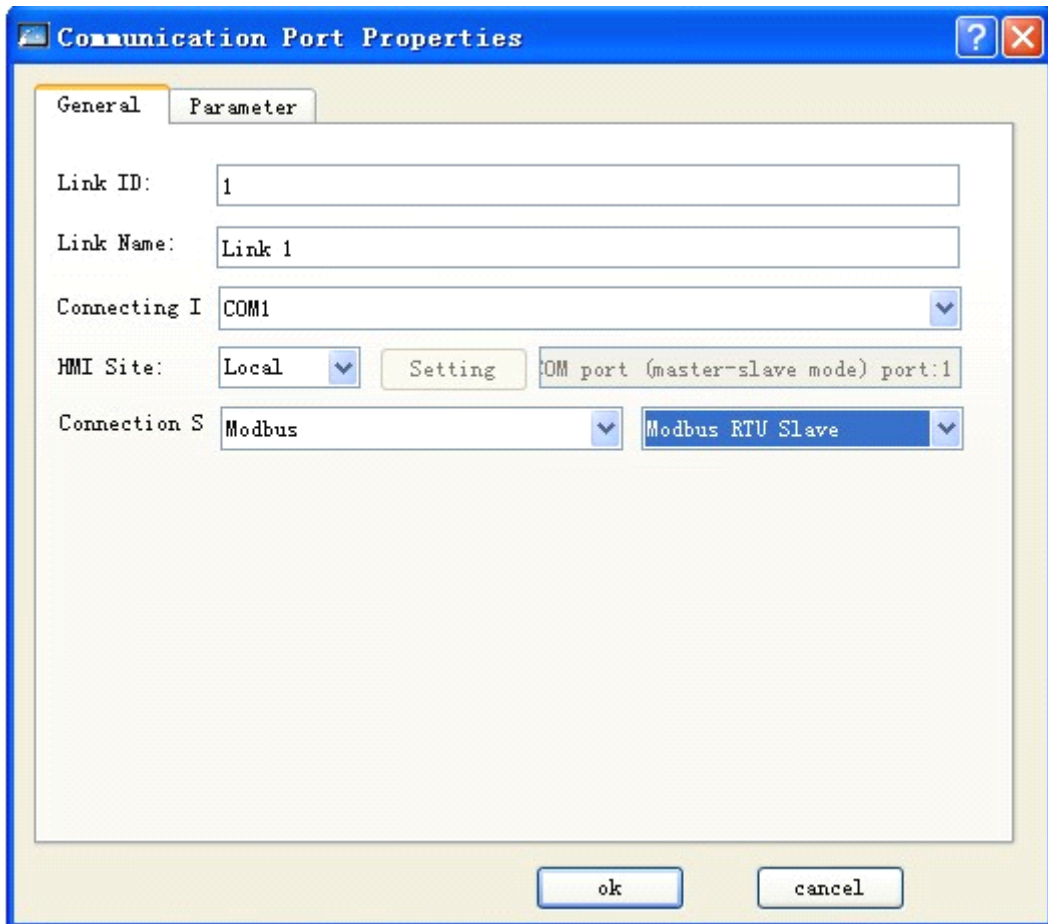 Communication Port Properties
General Parameter
Link ID: 1
Link Name: Link 1
Connecting I COM1
HMI Site: Local Setting OM port (master-slave mode) port:1
Connection S Modbus Modbus RTU Slave
ok cancel